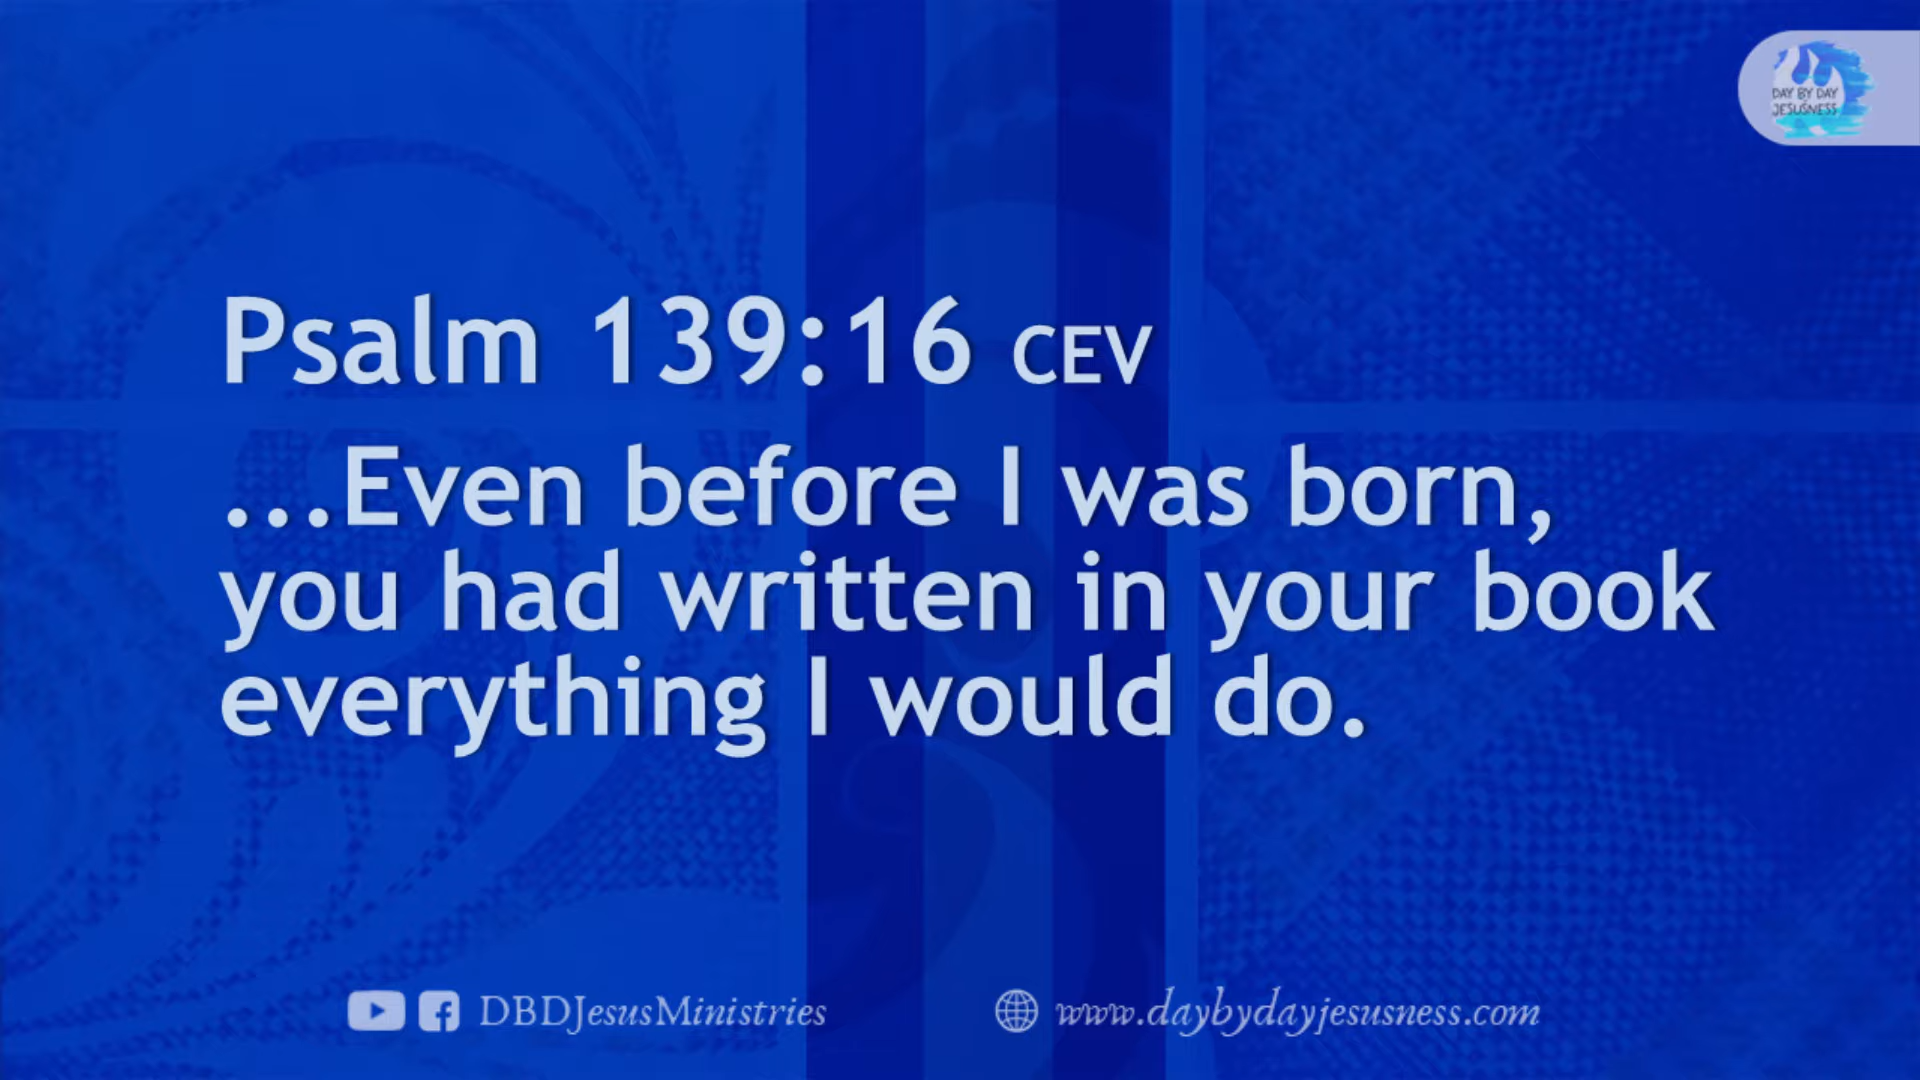 DAY BY DAY
JESUSNESS
Psalm 139:16 CEV
...Even before I was born,
you had written in your book
everything I would do.
DBDJesusMinistries
www.daybydayjesusness.com